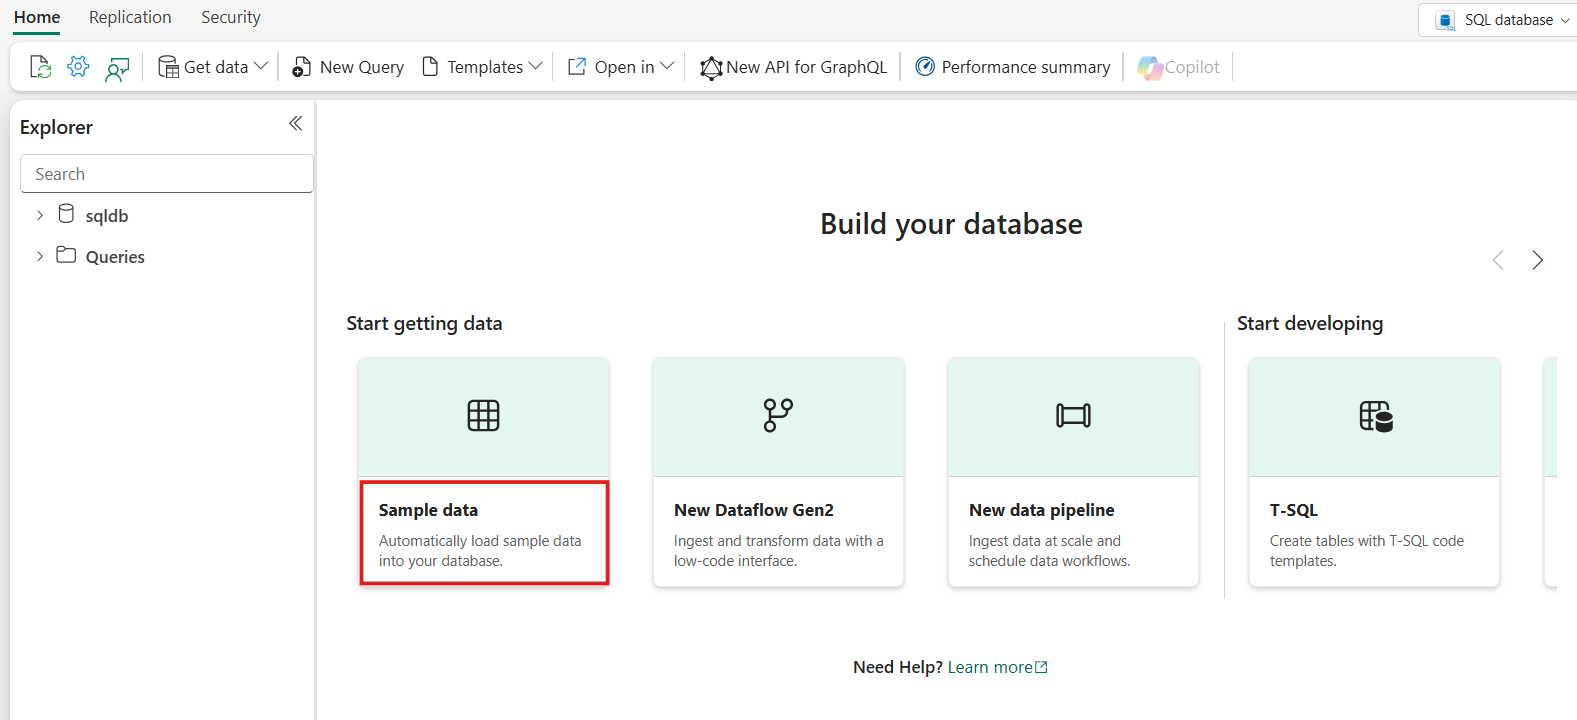 Home Replication Security
SQL database
Get data New Query Templates Open in New API for GraphQL Performance summary Copilot
Explorer
Search
sqldb
Queries
Build your database
Start getting data
Sample data
Automatically load sample data
into your database.
New Dataflow Gen2
Ingest and transform data with a
low-code interface.
New data pipeline
Ingest data at scale and
schedule data workflows.
Start developing
T-SQL
Create tables with T-SQL code
templates.
Need Help? Learn more